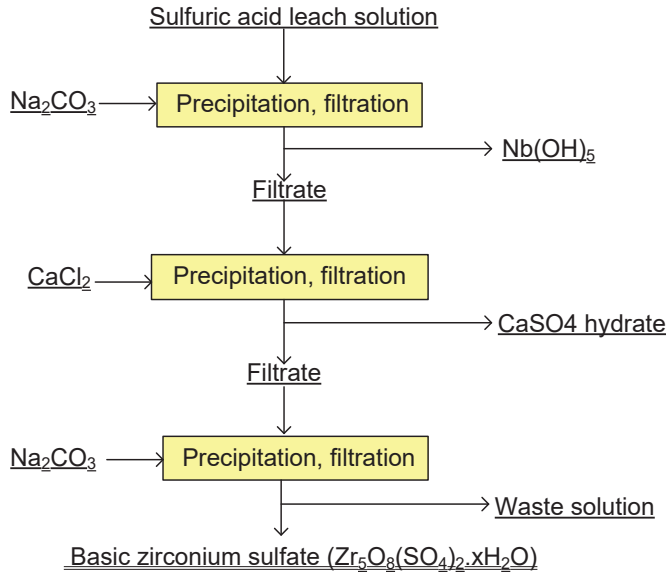 Sulfuric acid leach solution
Na₂CO₃
Precipitation, filtration
Nb(OH)₅
Filtrate
CaCl₂
Precipitation, filtration
CaSO4 hydrate
Filtrate
Na₂CO₃
Precipitation, filtration
Waste solution
Basic zirconium sulfate (Zr₅O₈(SO₄)₂.xH₂O)